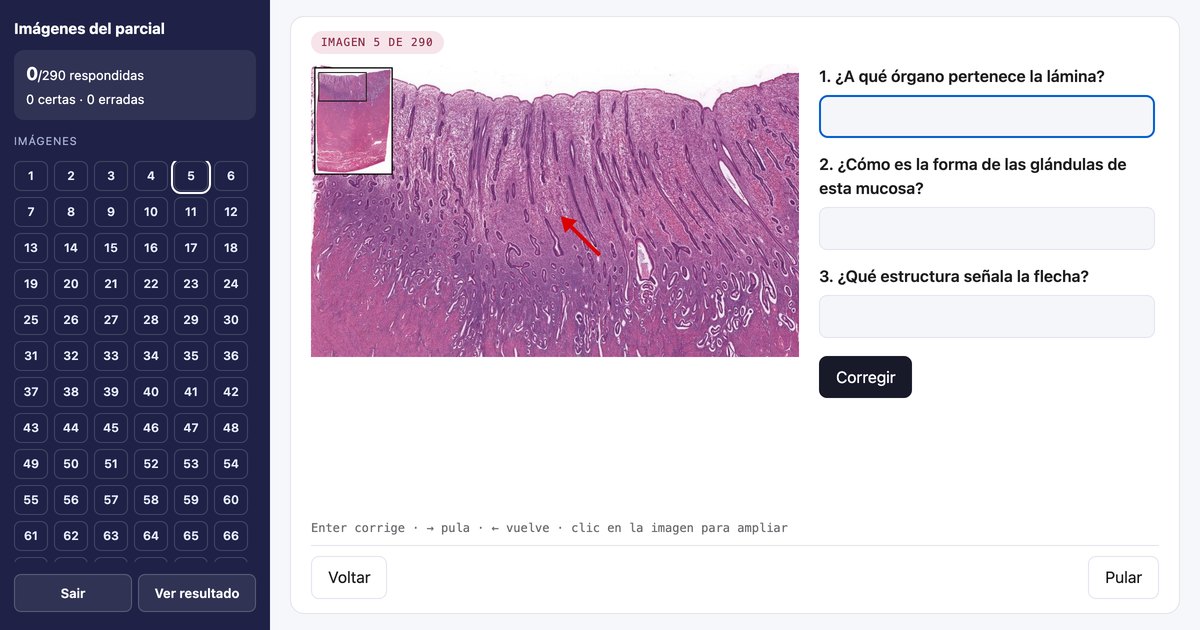 Imágenes del parcial
0/290 respondidas
0 certas · 0 erradas
IMÁGENES
1 2 3 4 5 6
7 8 9 10 11 12
13 14 15 16 17 18
19 20 21 22 23 24
25 26 27 28 29 30
31 32 33 34 35 36
37 38 39 40 41 42
43 44 45 46 47 48
49 50 51 52 53 54
55 56 57 58 59 60
61 62 63 64 65 66
Sair
Ver resultado
IMAGEN 5 DE 290
1. ¿A qué órgano pertenece la lámina?
2. ¿Cómo es la forma de las glándulas de
esta mucosa?
3. ¿Qué estructura señala la flecha?
Corregir
Enter corrige · → pula · ← vuelve · clic en la imagen para ampliar
Voltar
Pular